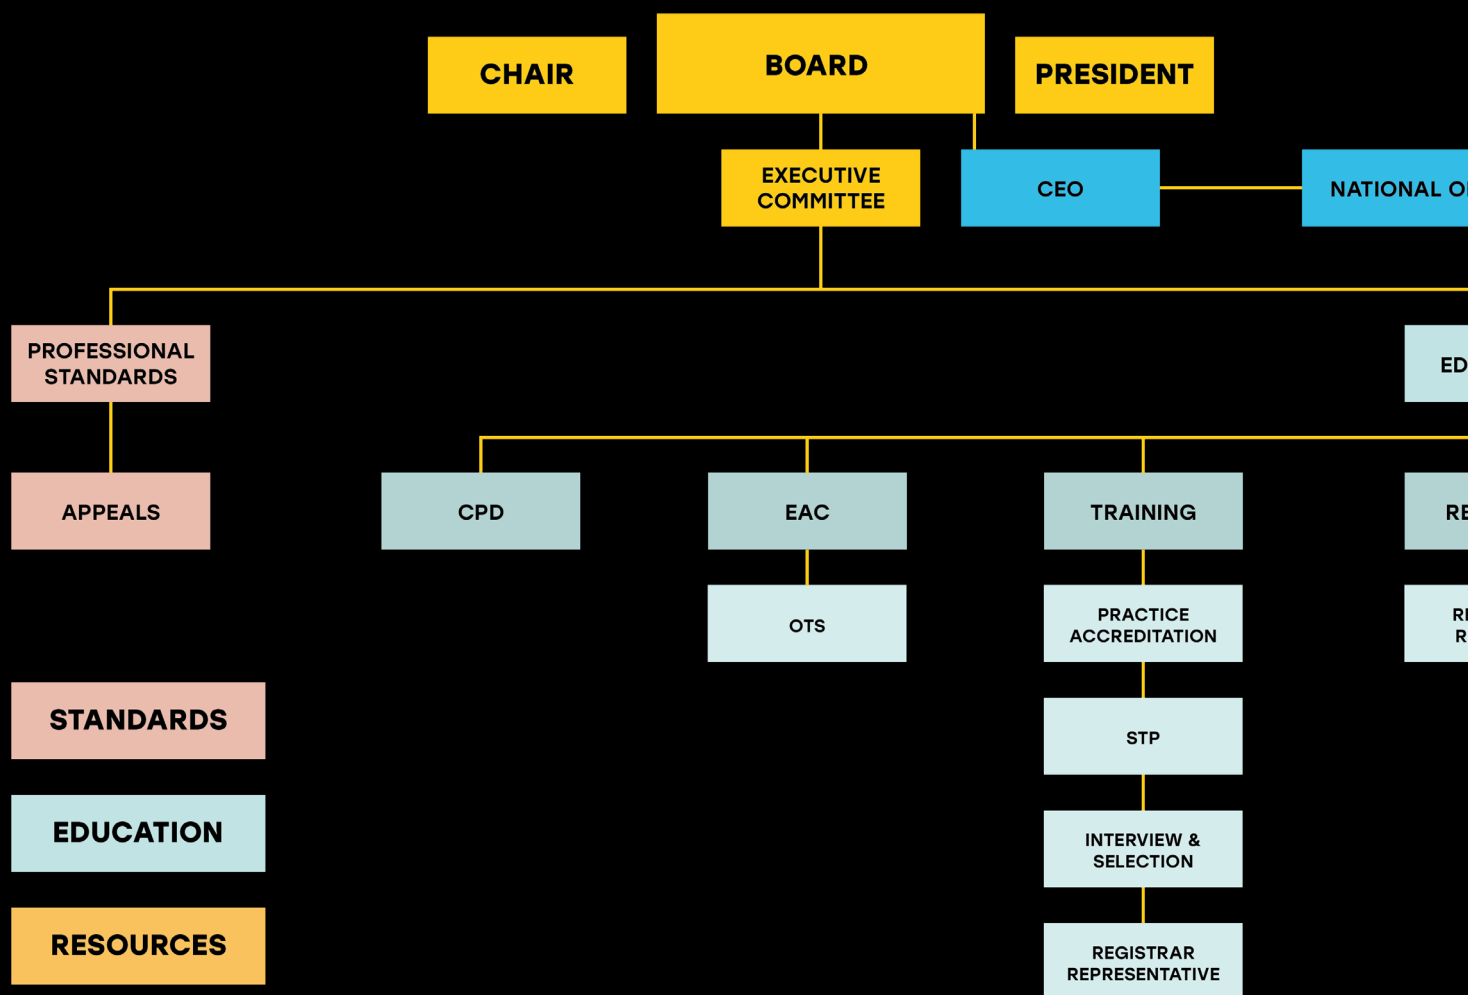 CHAIR
BOARD
PRESIDENT
EXECUTIVE
COMMITTEE
CEO
NATIONAL
PROFESSIONAL
STANDARDS
APPEALS
CPD
EAC
TRAINING
OTS
PRACTICE
ACCREDITATION
STP
STANDARDS
INTERVIEW &
SELECTION
EDUCATION
RESOURCES
REGISTRAR
REPRESENTATIVE